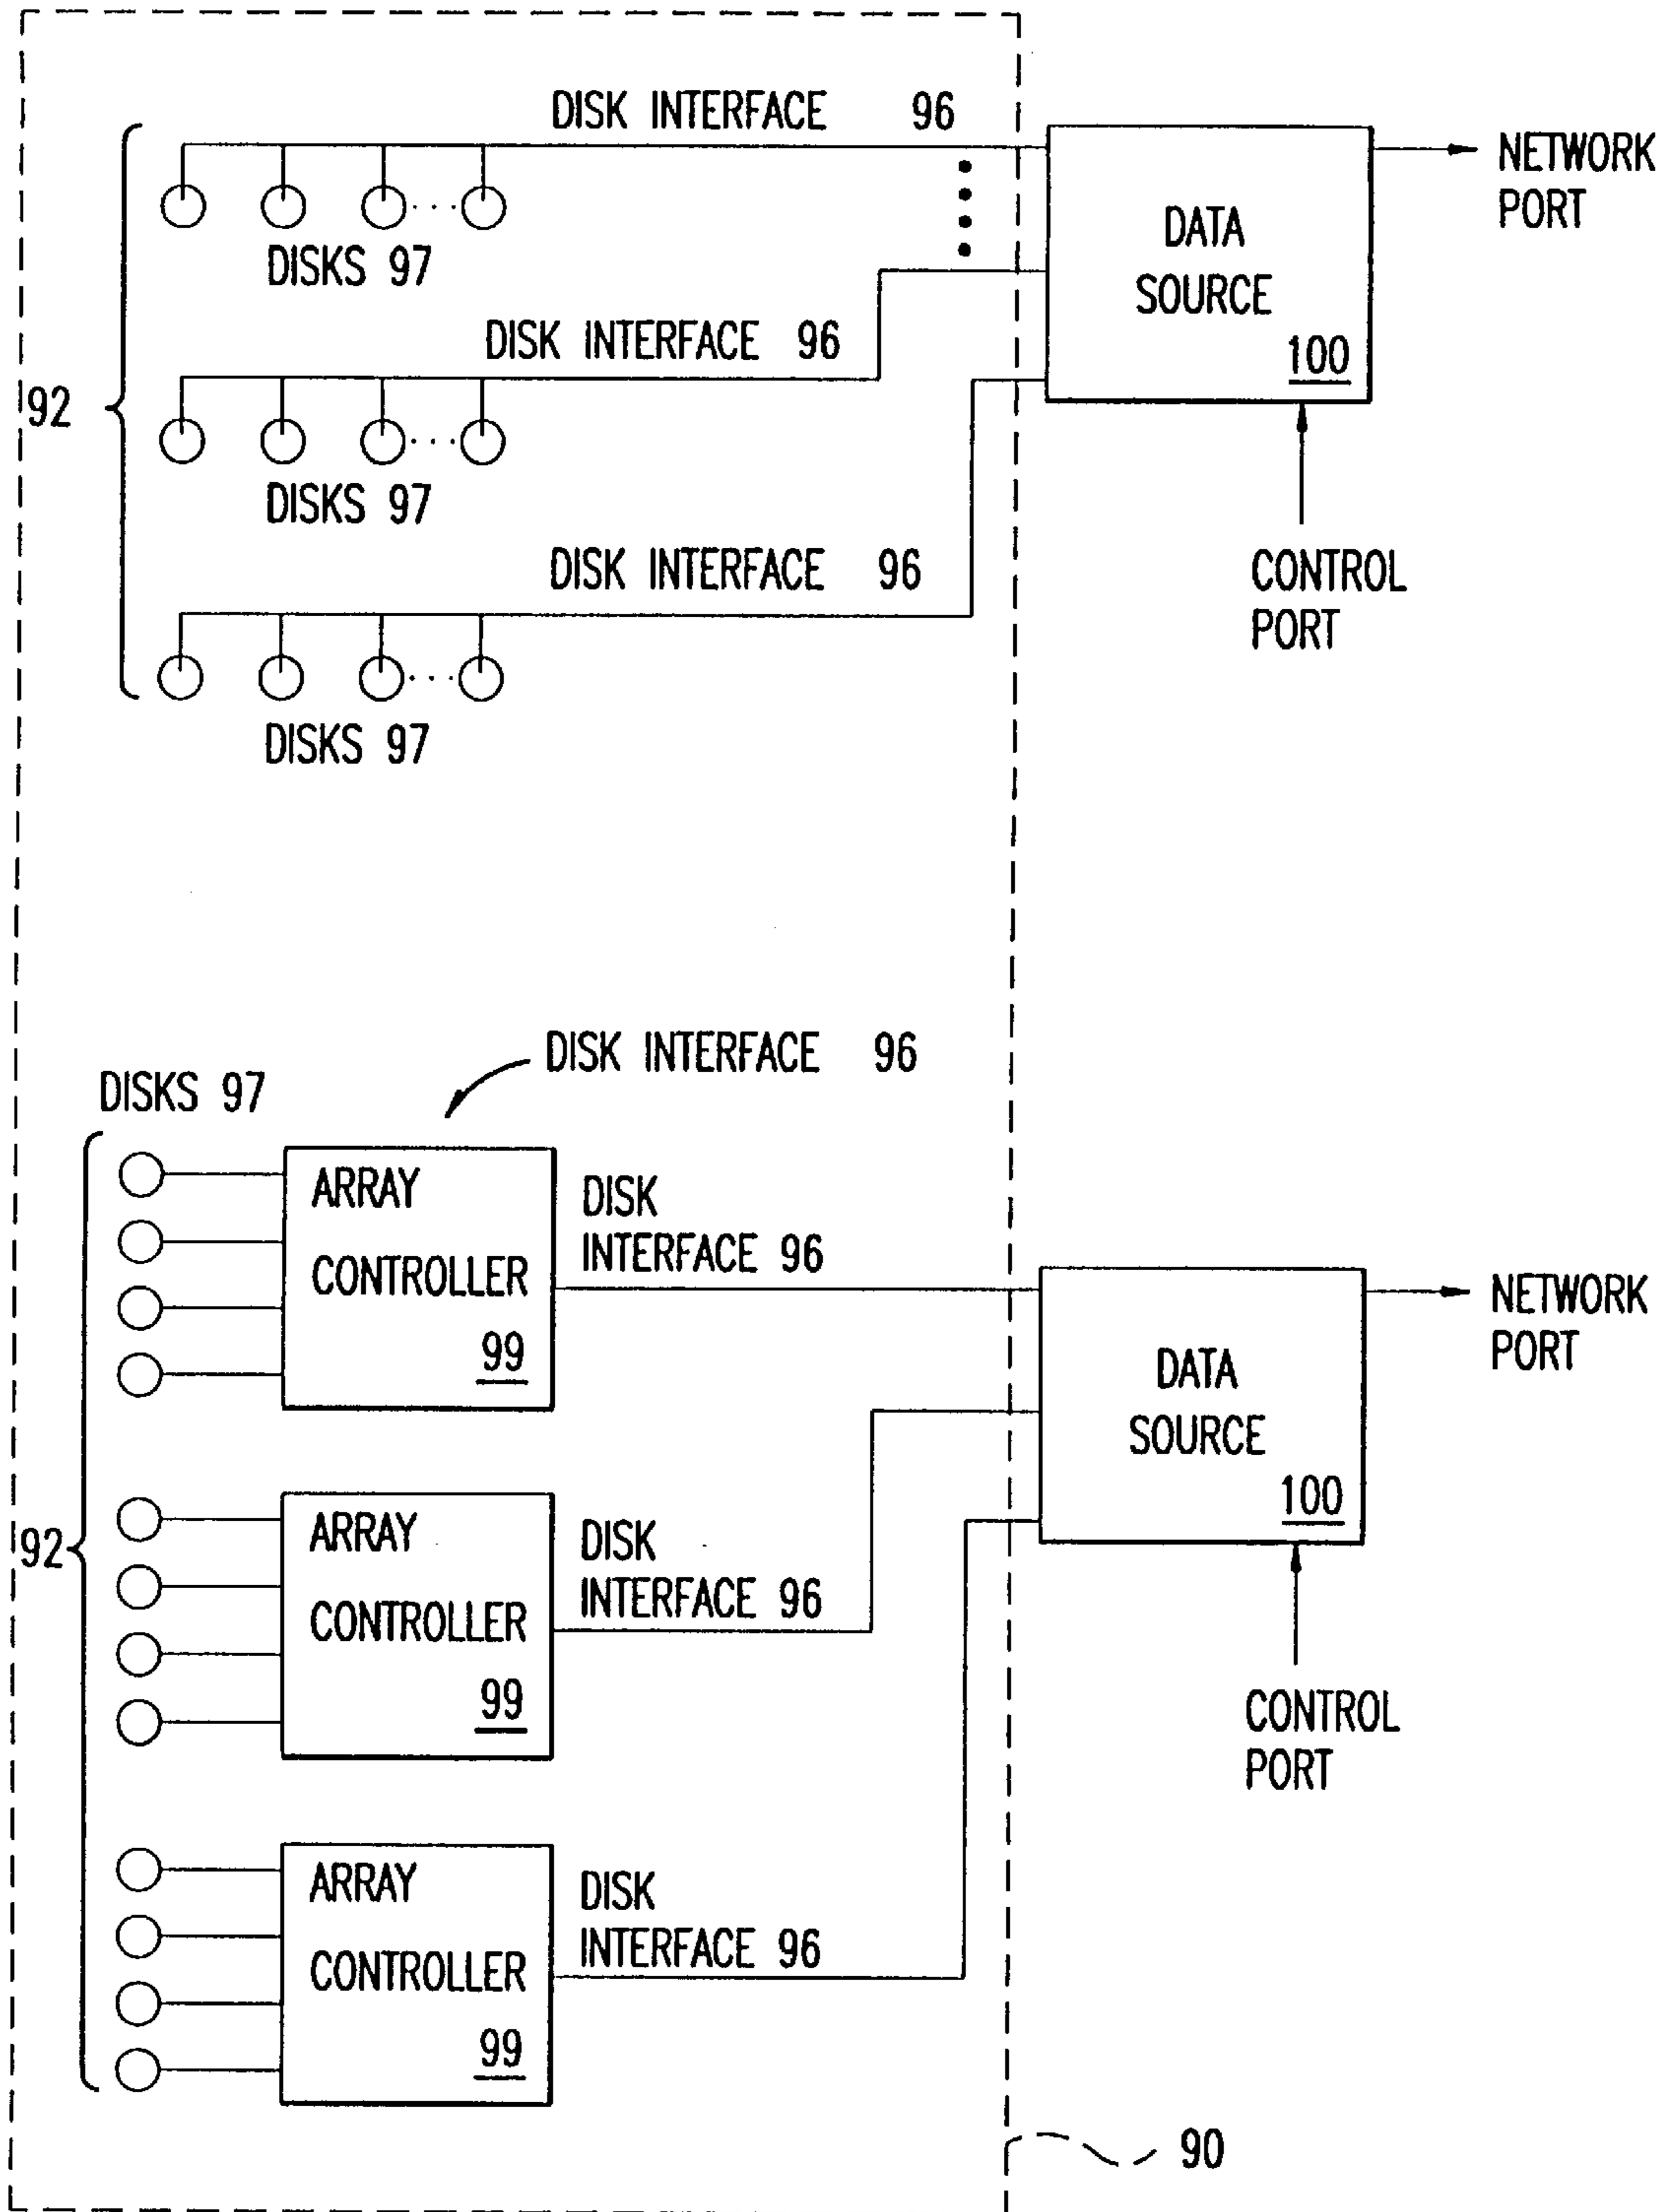 DISK INTERFACE 96
NETWORK
PORT
DATA
SOURCE
100
DISKS 97
DISK INTERFACE 96
92
DISKS 97
DISK INTERFACE 96
CONTROL
PORT
DISKS 97
DISK INTERFACE 96
DISKS 97
ARRAY
CONTROLLER
99
DISK
INTERFACE 96
NETWORK
PORT
DATA
SOURCE
100
92
ARRAY
CONTROLLER
99
DISK
INTERFACE 96
CONTROL
PORT
ARRAY
CONTROLLER
99
DISK
INTERFACE 96
90